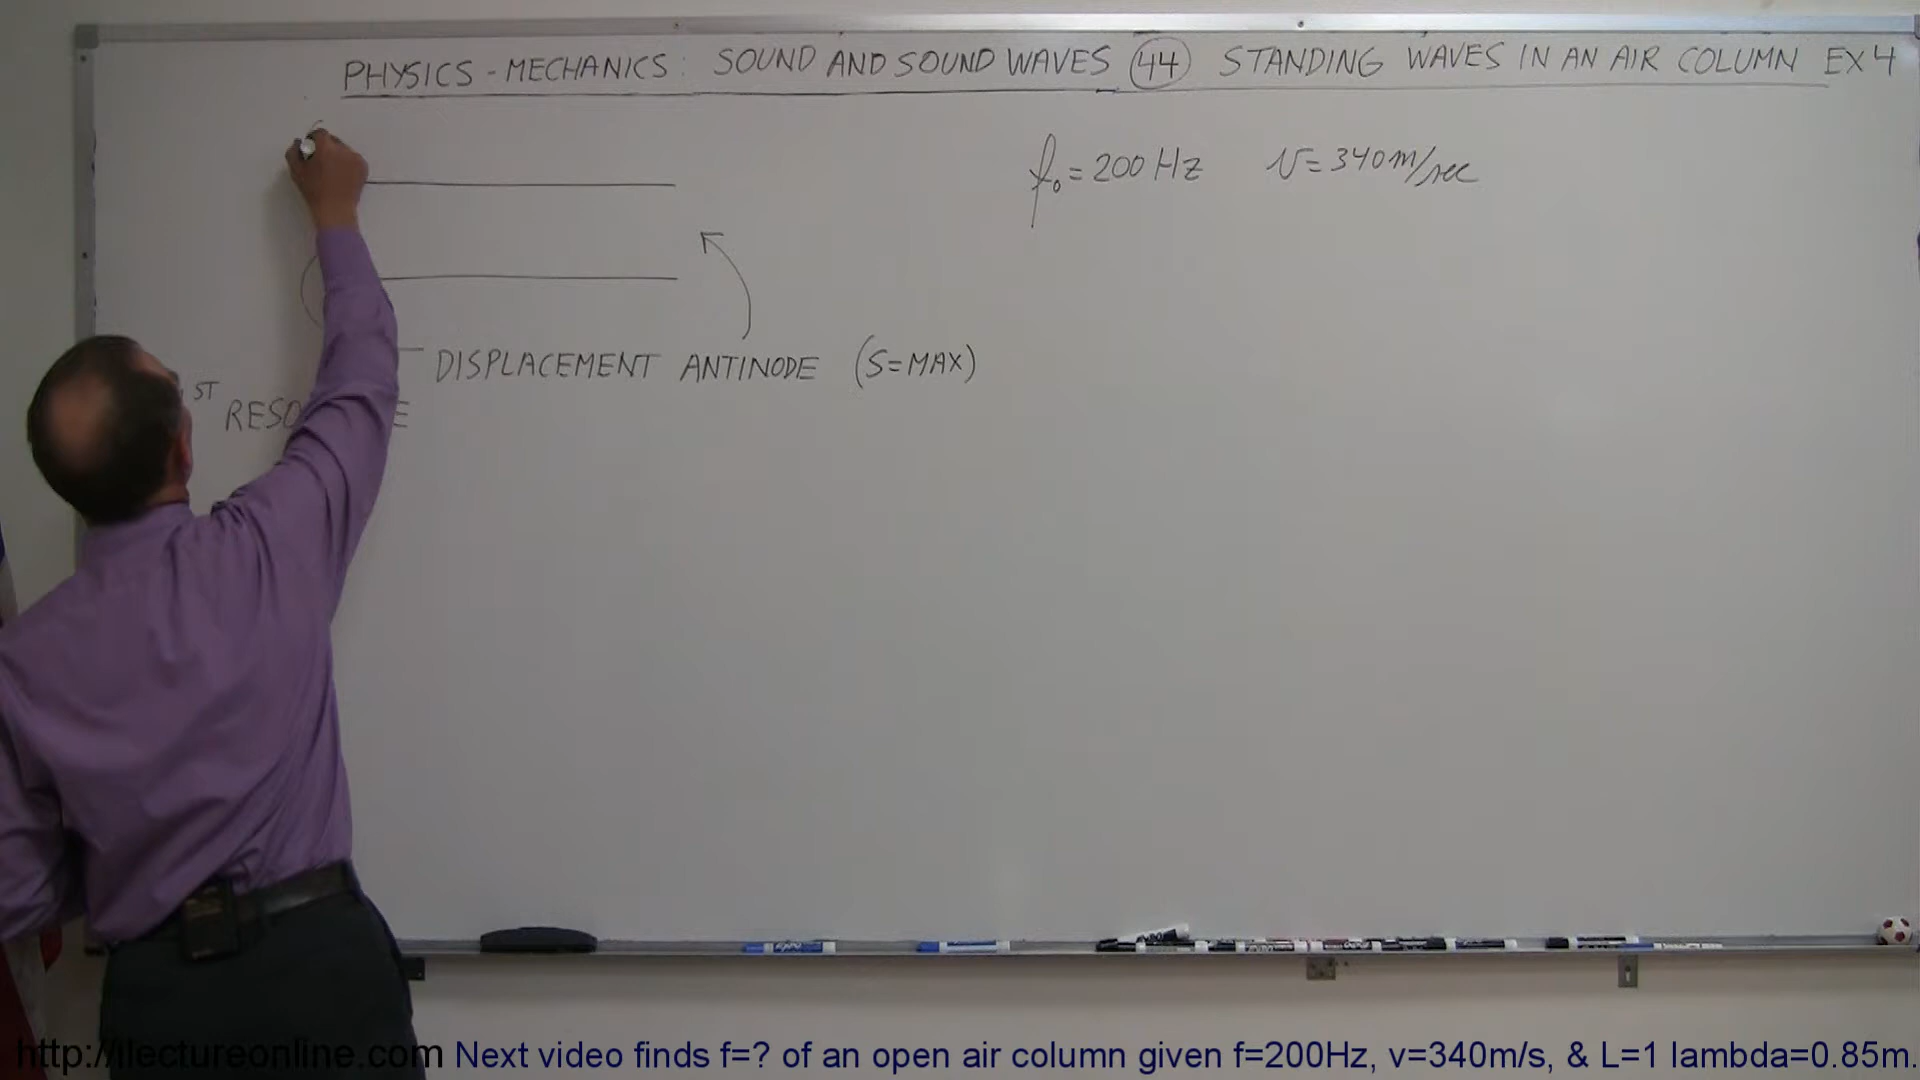 PHYSICS - MECHANICS: SOUND AND SOUND WAVES 44 STANDING WAVES IN AN AIR COLUMN EX 4
f₀ = 200 Hz v = 340 m/sec
DISPLACEMENT ANTINODE (S=MAX)
ST
http://ilectureonline.com Next video finds f=? of an open air column given f=200Hz, v=340m/s, & L=1 lambda=0.85m.